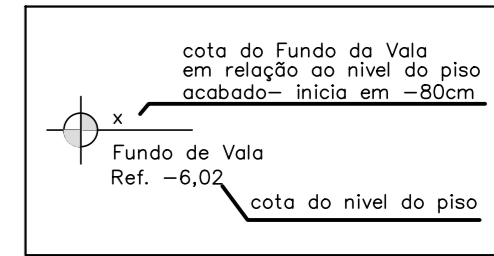 cota do Fundo da Vala
em relação ao nivel do piso
acabado– inicia em –80cm
x
Fundo de Vala
Ref. –6,02
cota do nivel do piso